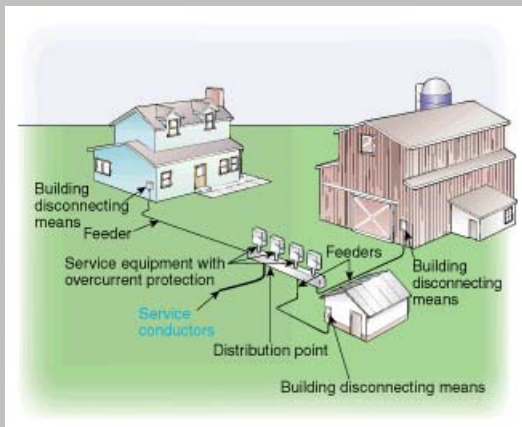 Building
disconnecting
means
Feeder
Service equipment with
overcurrent protection
Service
conductors
Distribution point
Feeders
Building
disconnecting
means
Building disconnecting means